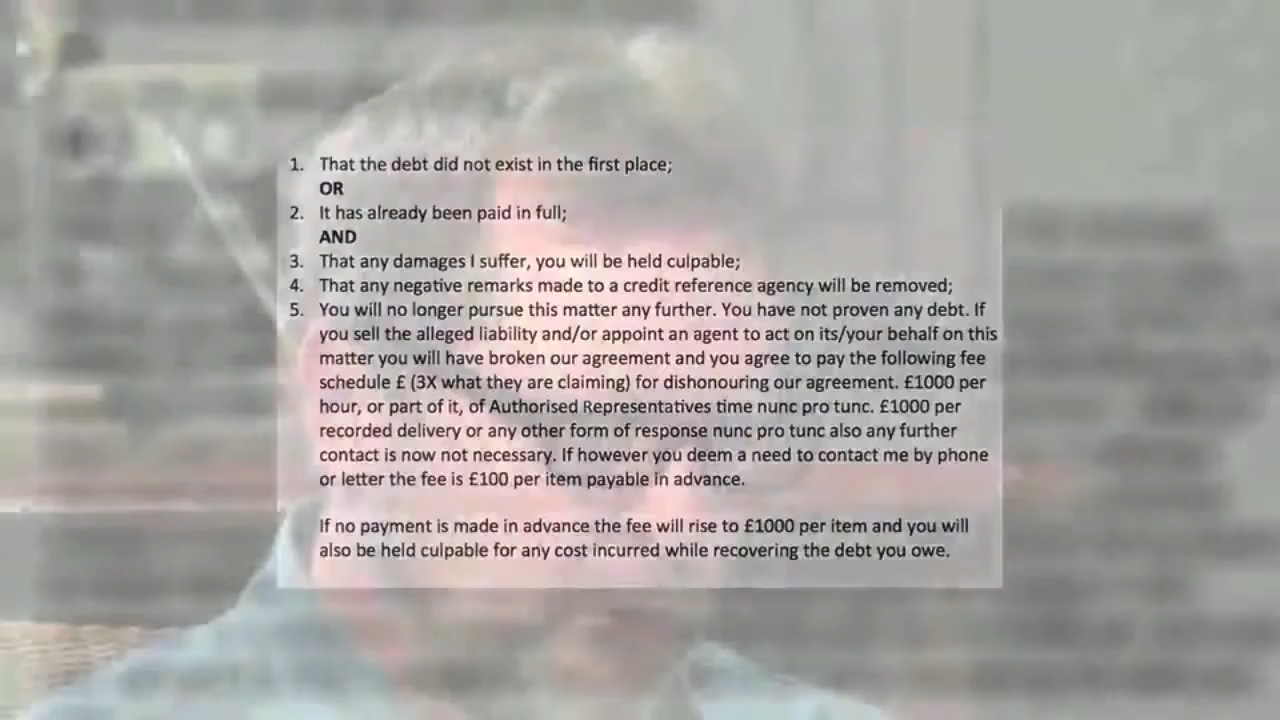 1. That the debt did not exist in the first place;
OR
2. It has already been paid in full;
AND
3. That any damages I suffer, you will be held culpable;
4. That any negative remarks made to a credit reference agency will be removed;
5. You will no longer pursue this matter any further. You have not proven any debt. If
you sell the alleged liability and/or appoint an agent to act on its/your behalf on this
matter you will have broken our agreement and you agree to pay the following fee
schedule £ (3X what they are claiming) for dishonouring our agreement. £1000 per
hour, or part of it, of Authorised Representatives time nunc pro tunc. £1000 per
recorded delivery or any other form of response nunc pro tunc also any further
contact is now not necessary. If however you deem a need to contact me by phone
or letter the fee is £100 per item payable in advance.
If no payment is made in advance the fee will rise to £1000 per item and you will
also be held culpable for any cost incurred while recovering the debt you owe.